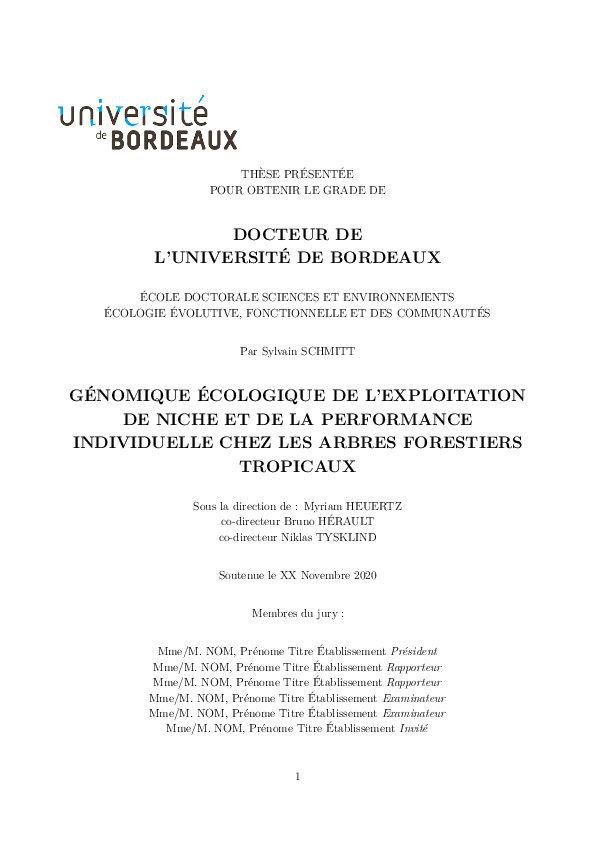 université
de BORDEAUX
THÈSE PRÉSENTÉE
POUR OBTENIR LE GRADE DE
DOCTEUR DE
L'UNIVERSITÉ DE BORDEAUX
ÉCOLE DOCTORALE SCIENCES ET ENVIRONNEMENTS
ÉCOLOGIE ÉVOLUTIVE, FONCTIONNELLE ET DES COMMUNAUTÉS
Par Sylvain SCHMITT
GÉNOMIQUE ÉCOLOGIQUE DE L'EXPLOITATION
DE NICHE ET DE LA PERFORMANCE
INDIVIDUELLE CHEZ LES ARBRES FORESTIERS
TROPICAUX
Sous la direction de : Myriam HEUERTZ
co-directeur Bruno HÉRAULT
co-directeur Niklas TYSKLIND
Soutenue le XX Novembre 2020
Membres du jury :
Mme/M. NOM, Prénome Titre Établissement Président
Mme/M. NOM, Prénome Titre Établissement Rapporteur
Mme/M. NOM, Prénome Titre Établissement Rapporteur
Mme/M. NOM, Prénome Titre Établissement Examinateur
Mme/M. NOM, Prénome Titre Établissement Examinateur
Mme/M. NOM, Prénome Titre Établissement Invité
1